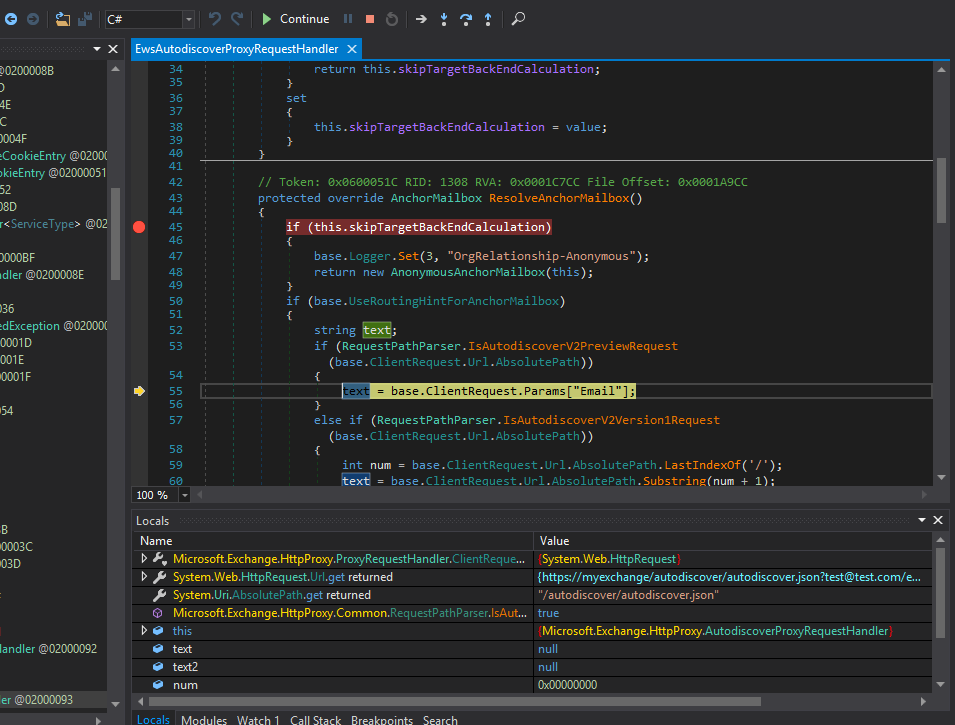 C#
Continue
EwsAutodiscoverProxyRequestHandler
@0200008B
D
4E
C
0004F
eCookieEntry @0200
okieEntry @02000051
52
08D
r<ServiceType> @02
0000BF
ndler @0200008E
036
edException @020000
0001D
001E
00001F
054
GB
00003C
003D
Handler @02000092
ler @02000093
34 return this.skipTargetBackEndCalculation;
35 }
36 set
37 {
38 this.skipTargetBackEndCalculation = value;
39 }
40 }
41
42 // Token: 0x0600051C RID: 1308 RVA: 0x0001C7CC File Offset: 0x0001A9CC
43 protected override AnchorMailbox ResolveAnchorMailbox()
44 {
45 if (this.skipTargetBackEndCalculation)
46 {
47 base.Logger.Set(3, "OrgRelationship-Anonymous");
48 return new AnonymousAnchorMailbox(this);
49 }
50 if (base.UseRoutingHintForAnchorMailbox)
51 {
52 string text;
53 if (RequestPathParser.IsAutodiscoverV2PreviewRequest
(base.ClientRequest.Url.AbsolutePath))
54 {
55 text = base.ClientRequest.Params["Email"];
56 }
57 else if (RequestPathParser.IsAutodiscoverV2Version1Request
(base.ClientRequest.Url.AbsolutePath))
58 {
59 int num = base.ClientRequest.Url.AbsolutePath.LastIndexOf('/');
60 text = base.ClientRequest.Url.AbsolutePath.Substring(num + 1);
100 %
Locals
Name Value
Microsoft.Exchange.HttpProxy.ProxyRequestHandler.ClientReque... {System.Web.HttpRequest}
System.Web.HttpRequest.Url.get returned {https://myexchange/autodiscover/autodiscover.json?test@test.com/e...
System.Uri.AbsolutePath.get returned "/autodiscover/autodiscover.json"
Microsoft.Exchange.HttpProxy.Common.RequestPathParser.IsAut... true
this {Microsoft.Exchange.HttpProxy.AutodiscoverProxyRequestHandler}
text null
text2 null
num 0x00000000
Locals Modules Watch 1 Call Stack Breakpoints Search